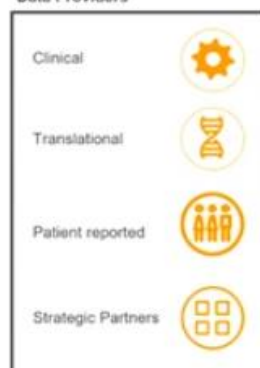 Data Providers
Clinical
Translational
Patient reported
Strategic Partners